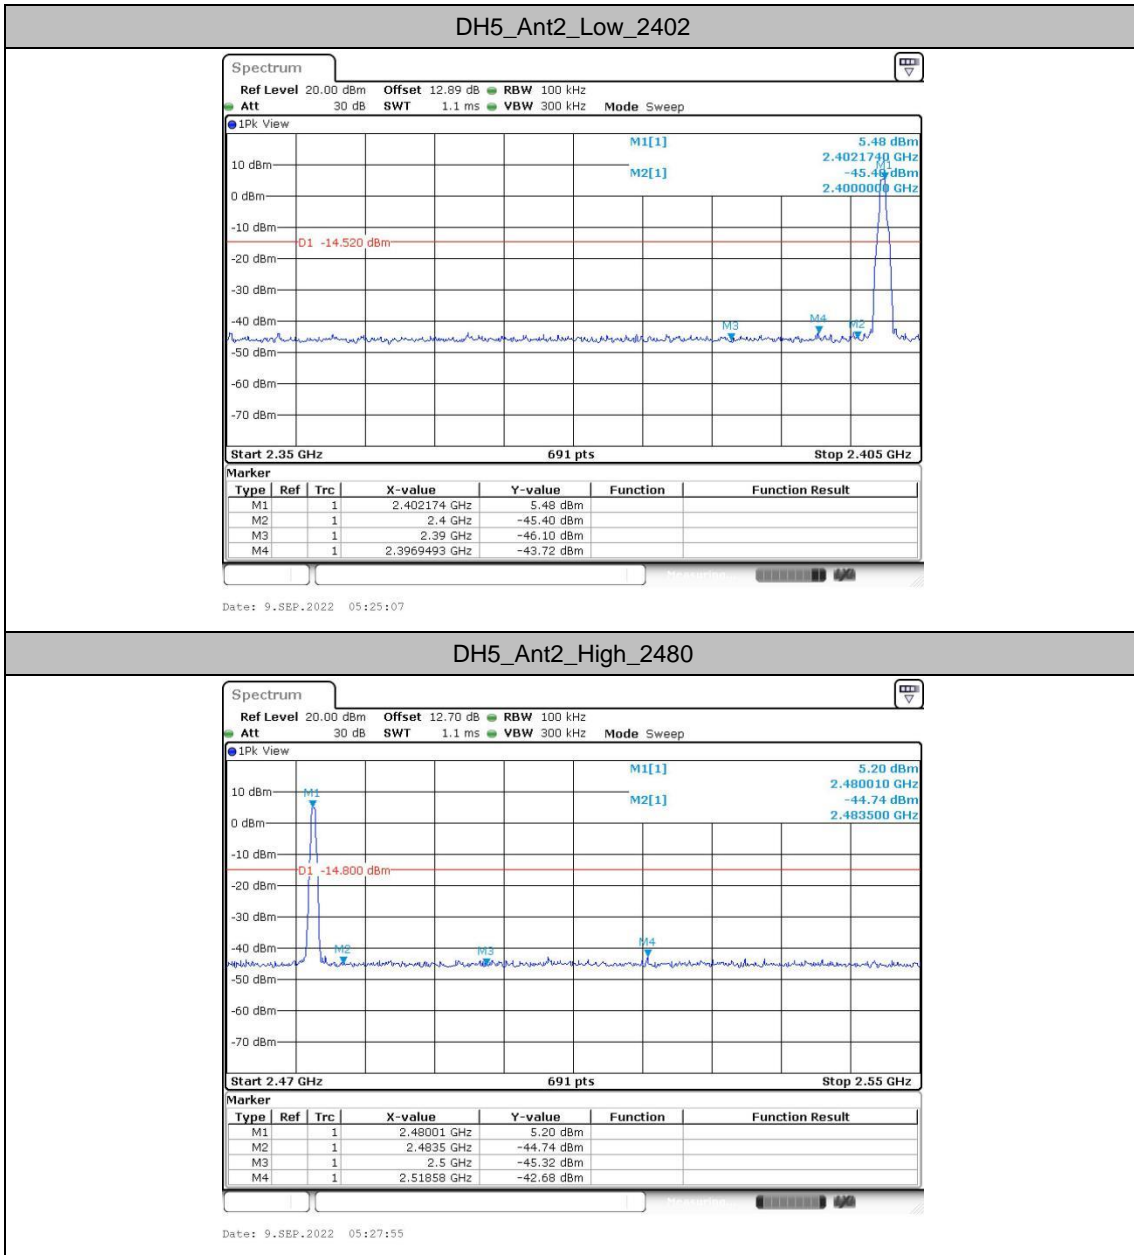 DH5_Ant2_Low_2402
Spectrum
Ref Level 20.00 dBm Offset 12.89 dB RBW 100 kHz
Att 30 dB SWT 1.1 ms VBW 300 kHz Mode Sweep
1Pk View
M1[1] 5.48 dBm
2.4021740 GHz
M1
10 dBm
M2[1] -45.40 dBm
2.4000000 GHz
0 dBm
-10 dBm
D1 -14.520 dBm
-20 dBm
-30 dBm
-40 dBm
M3 M4 M2
-50 dBm
-60 dBm
-70 dBm
Start 2.35 GHz 691 pts Stop 2.405 GHz
Marker
Type Ref Trc X-value Y-value Function Function Result
M1 1 2.402174 GHz 5.48 dBm
M2 1 2.4 GHz -45.40 dBm
M3 1 2.39 GHz -46.10 dBm
M4 1 2.3969493 GHz -43.72 dBm
Measuring
Date: 9.SEP.2022 05:25:07
DH5_Ant2_High_2480
Spectrum
Ref Level 20.00 dBm Offset 12.70 dB RBW 100 kHz
Att 30 dB SWT 1.1 ms VBW 300 kHz Mode Sweep
1Pk View
M1[1] 5.20 dBm
2.480010 GHz
10 dBm M1
M2[1] -44.74 dBm
2.483500 GHz
0 dBm
-10 dBm
D1 -14.800 dBm
-20 dBm
-30 dBm
-40 dBm
M2 M3 M4
-50 dBm
-60 dBm
-70 dBm
Start 2.47 GHz 691 pts Stop 2.55 GHz
Marker
Type Ref Trc X-value Y-value Function Function Result
M1 1 2.48001 GHz 5.20 dBm
M2 1 2.4835 GHz -44.74 dBm
M3 1 2.5 GHz -45.32 dBm
M4 1 2.51858 GHz -42.68 dBm
Measuring
Date: 9.SEP.2022 05:27:55